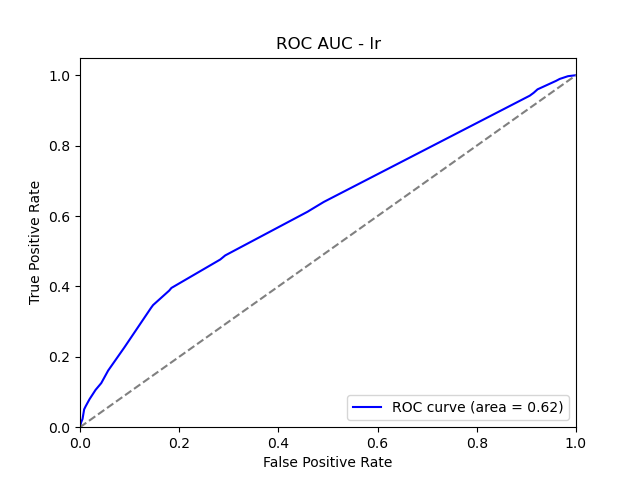 ROC AUC - lr
True Positive Rate
1.0
0.8
0.6
0.4
0.2
0.0
ROC curve (area = 0.62)
0.0 0.2 0.4 0.6 0.8 1.0
False Positive Rate